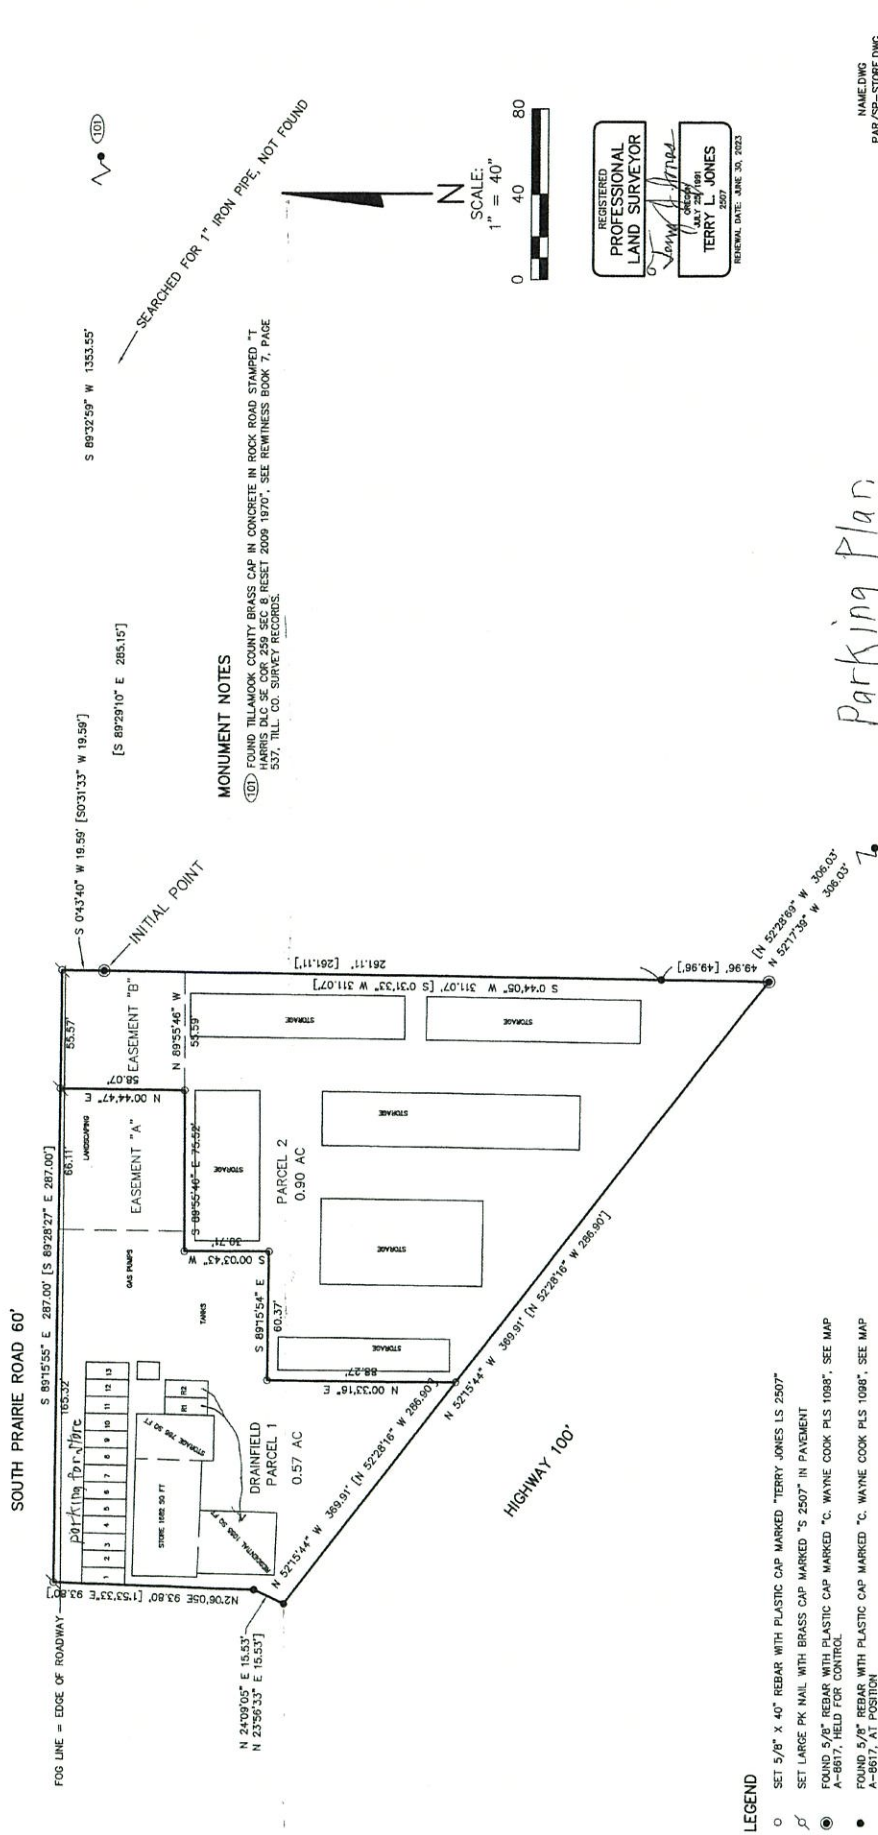 SOUTH PRAIRIE ROAD 60'
FOG LINE = EDGE OF ROADWAY
S 89°15'55" E 287.00' [S 89°28'27" E 287.00']
165.32'
66.11'
55.57'
S 0°43'40" W 19.59' [S0°31'33" W 19.59']
[S 89°29'10" E 285.15']
S 89°32'59" W 1353.55'
101
SEARCHED FOR 1" IRON PIPE, NOT FOUND
INITIAL POINT
parking for store
1 2 3 4 5 6 7 8 9 10 11 12 13
GAS PUMPS
TANKS
LANDSCAPING
EASEMENT "A"
EASEMENT "B"
N 00°44'47" E
58.07'
N 89°55'46" W
55.59'
S 89°55'46" E 75.52'
S 00°03'43" W
S 89°15'54" E
60.37'
N 00°33'16" E
88.27'
STORE 1682 SQ FT
R1
R2
DRAINFIELD
PARCEL 1
0.57 AC
PARCEL 2
0.90 AC
STORAGE
STORAGE
STORAGE
STORAGE
STORAGE
STORAGE
261.11' [261.11']
S 0°44'05" W 311.07' [S 0°31'33" W 311.07']
49.96' [49.96']
[N 52°28'69" W 306.03'
N 52°17'39" W 306.03'
N2°06'05E 93.80' [1°53'33"E 93.80']
N 24°09'05" E 15.53'
N 23°56'33" E 15.53']
N 52°15'44" W 369.91' [N 52°28'16" W 286.90']
N 52°15'44" W 369.91' [N 52°28'16" W 286.90']
HIGHWAY 100'
MONUMENT NOTES
101 FOUND TILLAMOOK COUNTY BRASS CAP IN CONCRETE IN ROCK ROAD STAMPED "T
HARRIS DLC SE COR 259 SEC 8 RESET 2009 1970", SEE REWITNESS BOOK 7, PAGE
537, TILL. CO. SURVEY RECORDS.
N
SCALE:
1" = 40"
0 40 80
REGISTERED
PROFESSIONAL
LAND SURVEYOR
Terry L. Jones
OREGON
JULY 25, 1991
TERRY L. JONES
2507
RENEWAL DATE: JUNE 30, 2023
NAME.DWG
PAR/SP-STORE.DWG
Parking Plan
LEGEND
SET 5/8" X 40" REBAR WITH PLASTIC CAP MARKED "TERRY JONES LS 2507"
SET LARGE PK NAIL WITH BRASS CAP MARKED "S 2507" IN PAVEMENT
FOUND 5/8" REBAR WITH PLASTIC CAP MARKED "C. WAYNE COOK PLS 1098", SEE MAP
A-8617, HELD FOR CONTROL
FOUND 5/8" REBAR WITH PLASTIC CAP MARKED "C. WAYNE COOK PLS 1098", SEE MAP
A-8617, AT POSITION